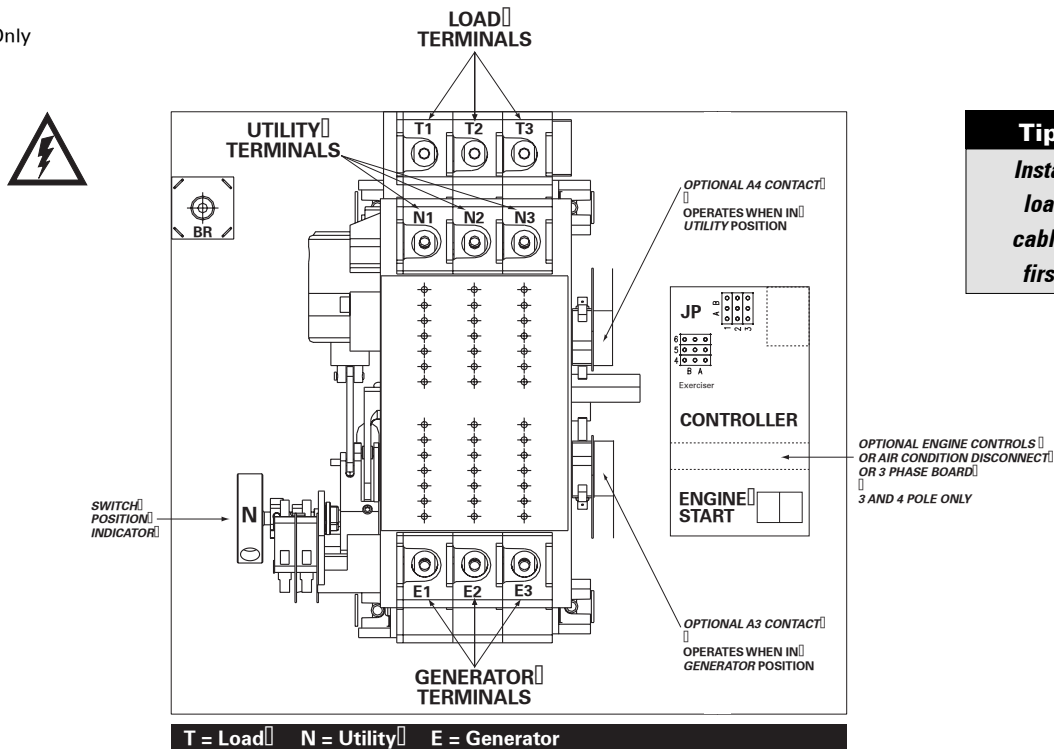 Only
LOAD
TERMINALS
UTILITY
TERMINALS
T1 T2 T3
N1 N2 N3
BR
OPTIONAL A4 CONTACT
OPERATES WHEN IN
UTILITY POSITION
Tip
Insta
loa
cabl
firs
JP
A B
1 2 3
6
5
4
B A
Exerciser
CONTROLLER
OPTIONAL ENGINE CONTROLS
OR AIR CONDITION DISCONNECT
OR 3 PHASE BOARD
3 AND 4 POLE ONLY
ENGINE
START
SWITCH
POSITION
INDICATOR
N
E1 E2 E3
OPTIONAL A3 CONTACT
OPERATES WHEN IN
GENERATOR POSITION
GENERATOR
TERMINALS
T = Load N = Utility E = Generator